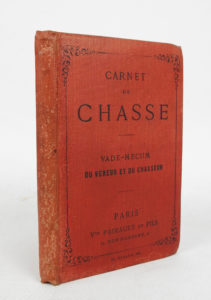 CARNET
DE
CHASSE
VADE-MECUM
DU VENEUR ET DU CHASSEUR
PARIS
Vve PAIRAULT ET FILS